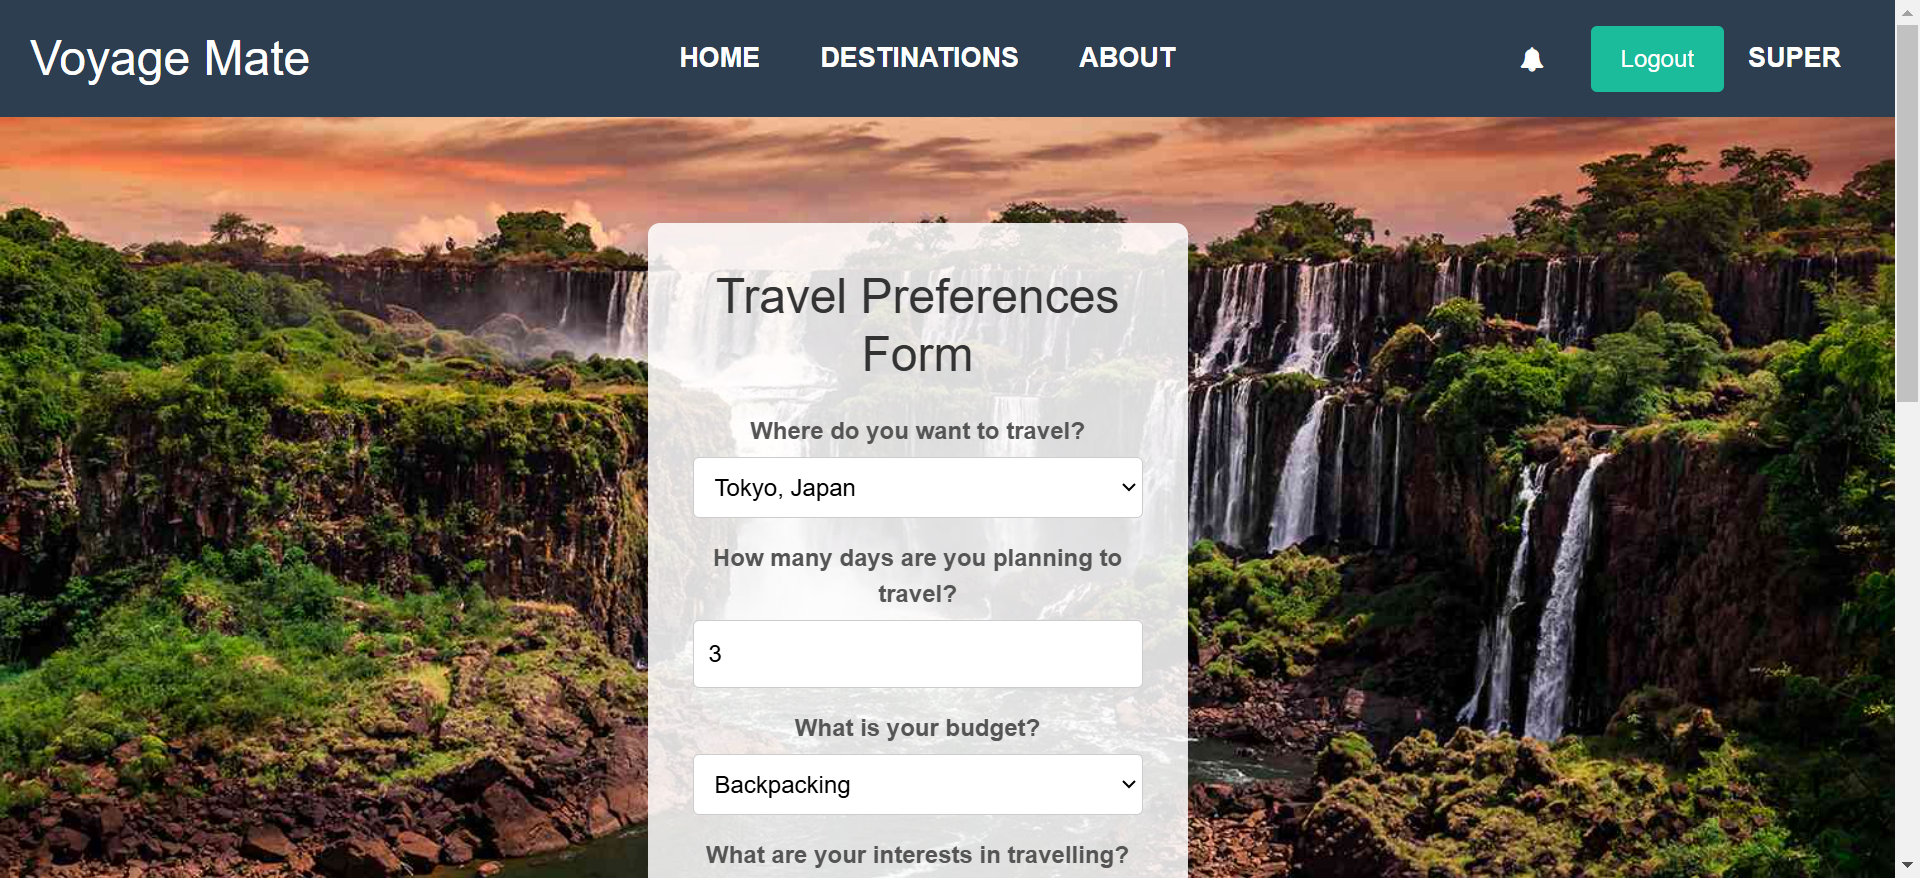 Voyage Mate
HOME
DESTINATIONS
ABOUT
Logout
SUPER
Travel Preferences
Form
Where do you want to travel?
Tokyo, Japan
How many days are you planning to
travel?
3
What is your budget?
Backpacking
What are your interests in travelling?